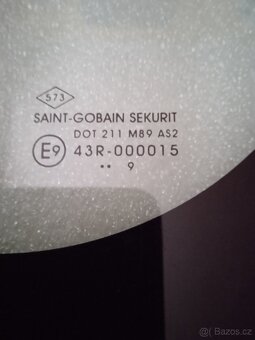 573
SAINT-GOBAIN SEKURIT
DOT 211 M89 AS2
E9 43R-000015
•• 9
Bazos.cz